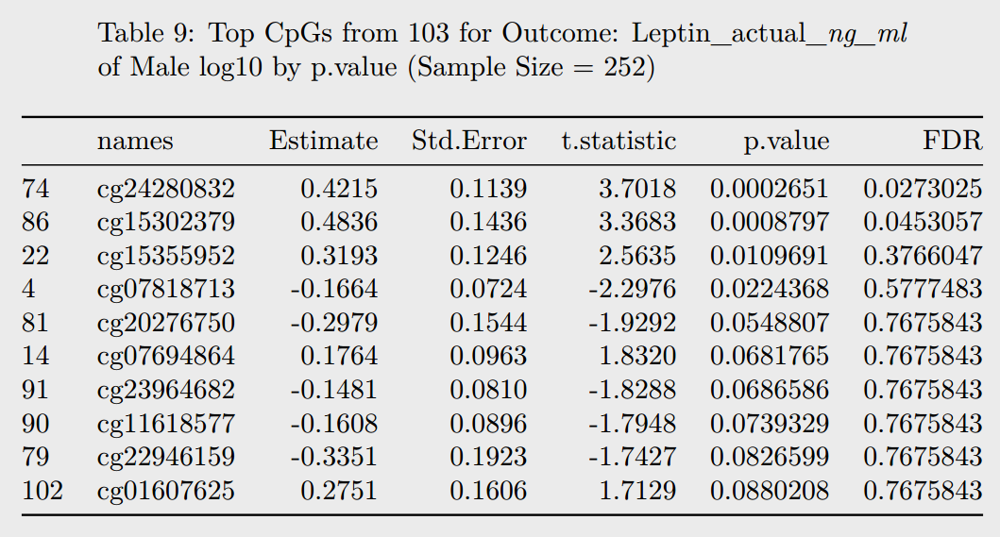 Table 9: Top CpGs from 103 for Outcome: Leptin_actual_ng_ml
of Male log10 by p.value (Sample Size = 252)
names Estimate Std.Error t.statistic p.value FDR
74 cg24280832 0.4215 0.1139 3.7018 0.0002651 0.0273025
86 cg15302379 0.4836 0.1436 3.3683 0.0008797 0.0453057
22 cg15355952 0.3193 0.1246 2.5635 0.0109691 0.3766047
4 cg07818713 -0.1664 0.0724 -2.2976 0.0224368 0.5777483
81 cg20276750 -0.2979 0.1544 -1.9292 0.0548807 0.7675843
14 cg07694864 0.1764 0.0963 1.8320 0.0681765 0.7675843
91 cg23964682 -0.1481 0.0810 -1.8288 0.0686586 0.7675843
90 cg11618577 -0.1608 0.0896 -1.7948 0.0739329 0.7675843
79 cg22946159 -0.3351 0.1923 -1.7427 0.0826599 0.7675843
102 cg01607625 0.2751 0.1606 1.7129 0.0880208 0.7675843